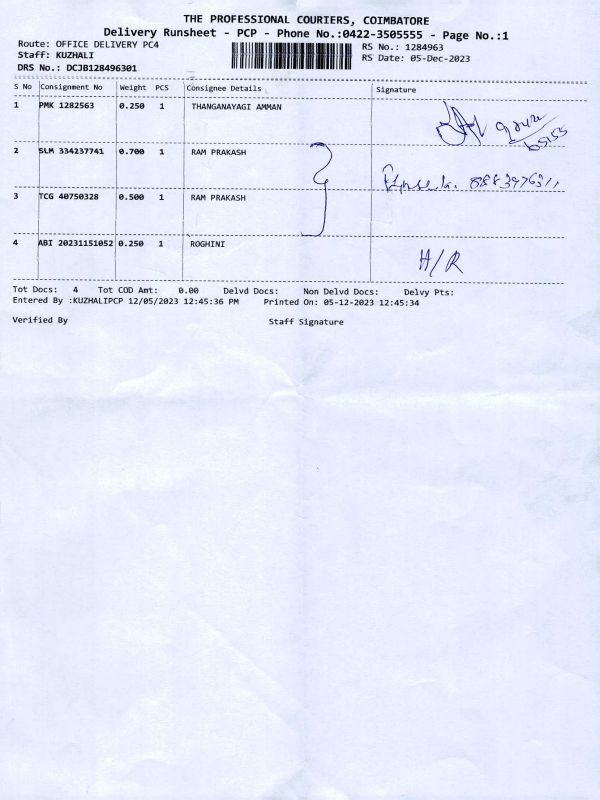 THE PROFESSIONAL COURIERS, COIMBATORE
Delivery Runsheet - PCP - Phone No.:0422-3505555 - Page No.:1
Route: OFFICE DELIVERY PC4
RS No.: 1284963
Staff: KUZHALI
RS Date: 05-Dec-2023
DRS No.: DCJB128496301
S No Consignment No Weight PCS Consignee Details Signature
1 PMK 1282563 0.250 1 THANGANAYAGI AMMAN
2 SLM 334237741 0.700 1 RAM PRAKASH
3 TCG 40750328 0.500 1 RAM PRAKASH
4 ABI 20231151052 0.250 1 ROGHINI H/R
Tot Docs: 4 Tot COD Amt: 0.00 Delvd Docs: Non Delvd Docs: Delvy Pts:
Entered By :KUZHALIPCP 12/05/2023 12:45:36 PM Printed On: 05-12-2023 12:45:34
Verified By Staff Signature